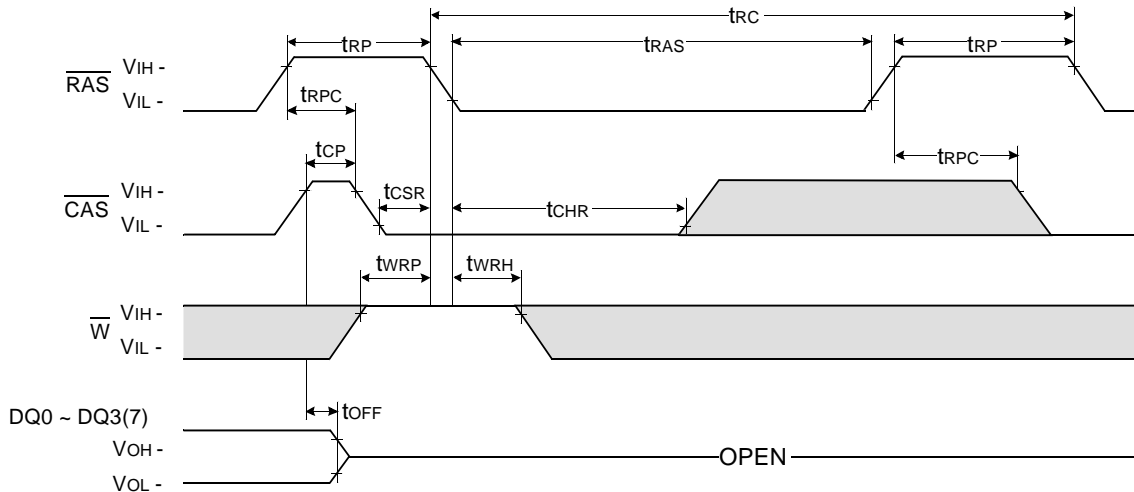 tRC
tRP
tRAS
tRP
RAS
VIH -
VIL -
tRPC
tCP
tRPC
CAS
VIH -
VIL -
tCSR
tCHR
tWRP
tWRH
W
VIH -
VIL -
tOFF
DQ0 ~ DQ3(7)
VOH -
VOL -
OPEN